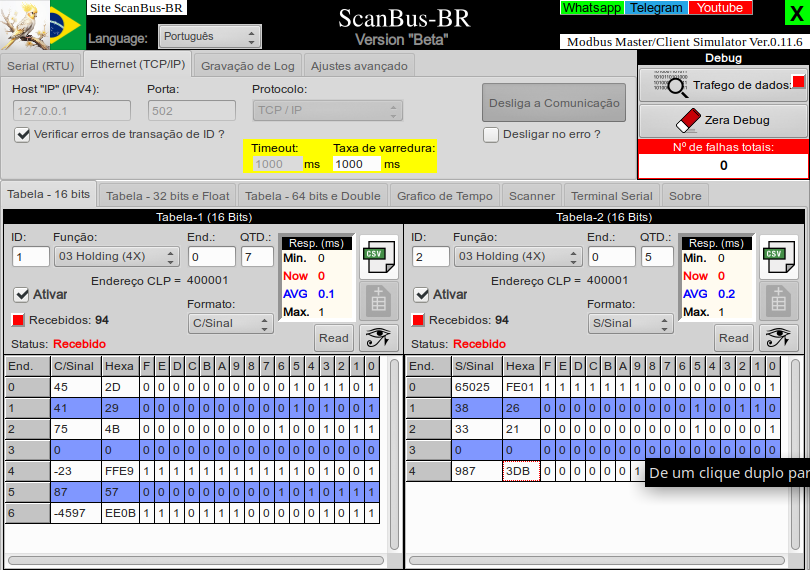 Site ScanBus-BR
Language:
Português
ScanBus-BR
Version "Beta"
Whatsapp Telegram Youtube
X
Modbus Master/Client Simulator Ver.0.11.6
Serial (RTU) Ethernet (TCP/IP) Gravação de Log Ajustes avançado
Host "IP" (IPV4): Porta: Protocolo:
127.0.0.1 502 TCP / IP
Desliga a Comunicação
Verificar erros de transação de ID ?
Desligar no erro ?
Timeout: Taxa de varredura:
1000 ms 1000 ms
Debug
Trafego de dados:
Zera Debug
Nº de falhas totais:
0
Tabela - 16 bits Tabela - 32 bits e Float Tabela - 64 bits e Double Grafico de Tempo Scanner Terminal Serial Sobre
Tabela-1 (16 Bits)
ID: Função: End.: QTD.:
1 03 Holding (4X) 0 7
Endereço CLP = 400001
Ativar
Formato:
C/Sinal
Recebidos: 94
Status: Recebido
Resp. (ms)
Min. 0
Now 0
AVG 0.1
Max. 1
CSV
Read
End. C/Sinal Hexa F E D C B A 9 8 7 6 5 4 3 2 1 0
0 45 2D 0 0 0 0 0 0 0 0 0 0 1 0 1 1 0 1
1 41 29 0 0 0 0 0 0 0 0 0 0 1 0 1 0 0 1
2 75 4B 0 0 0 0 0 0 0 0 0 1 0 0 1 0 1 1
3 0 0 0 0 0 0 0 0 0 0 0 0 0 0 0 0 0 0
4 -23 FFE9 1 1 1 1 1 1 1 1 1 1 1 0 1 0 0 1
5 87 57 0 0 0 0 0 0 0 0 0 1 0 1 0 1 1 1
6 -4597 EE0B 1 1 1 0 1 1 1 0 0 0 0 0 1 0 1 1
Tabela-2 (16 Bits)
ID: Função: End.: QTD.:
2 03 Holding (4X) 0 5
Endereço CLP = 400001
Ativar
Formato:
S/Sinal
Recebidos: 94
Status: Recebido
Resp. (ms)
Min. 0
Now 0
AVG 0.2
Max. 1
CSV
Read
End. S/Sinal Hexa F E D C B A 9 8 7 6 5 4 3 2 1 0
0 65025 FE01 1 1 1 1 1 1 1 0 0 0 0 0 0 0 0 1
1 38 26 0 0 0 0 0 0 0 0 0 0 1 0 0 1 1 0
2 33 21 0 0 0 0 0 0 0 0 0 0 1 0 0 0 0 1
3 0 0 0 0 0 0 0 0 0 0 0 0 0 0 0 0 0 0
4 987 3DB 0 0 0 0 0 0 1
De um clique duplo par